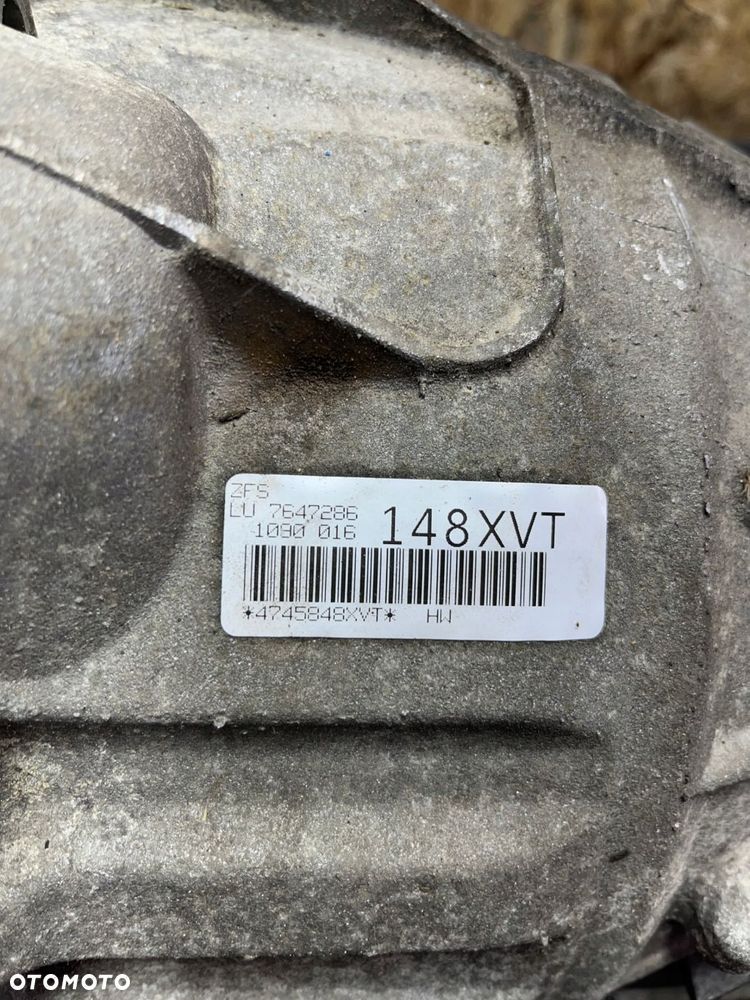 ZFS
LU 7647286
1090 016 148XVT
*4745848XVT* HW
OTOMOTO